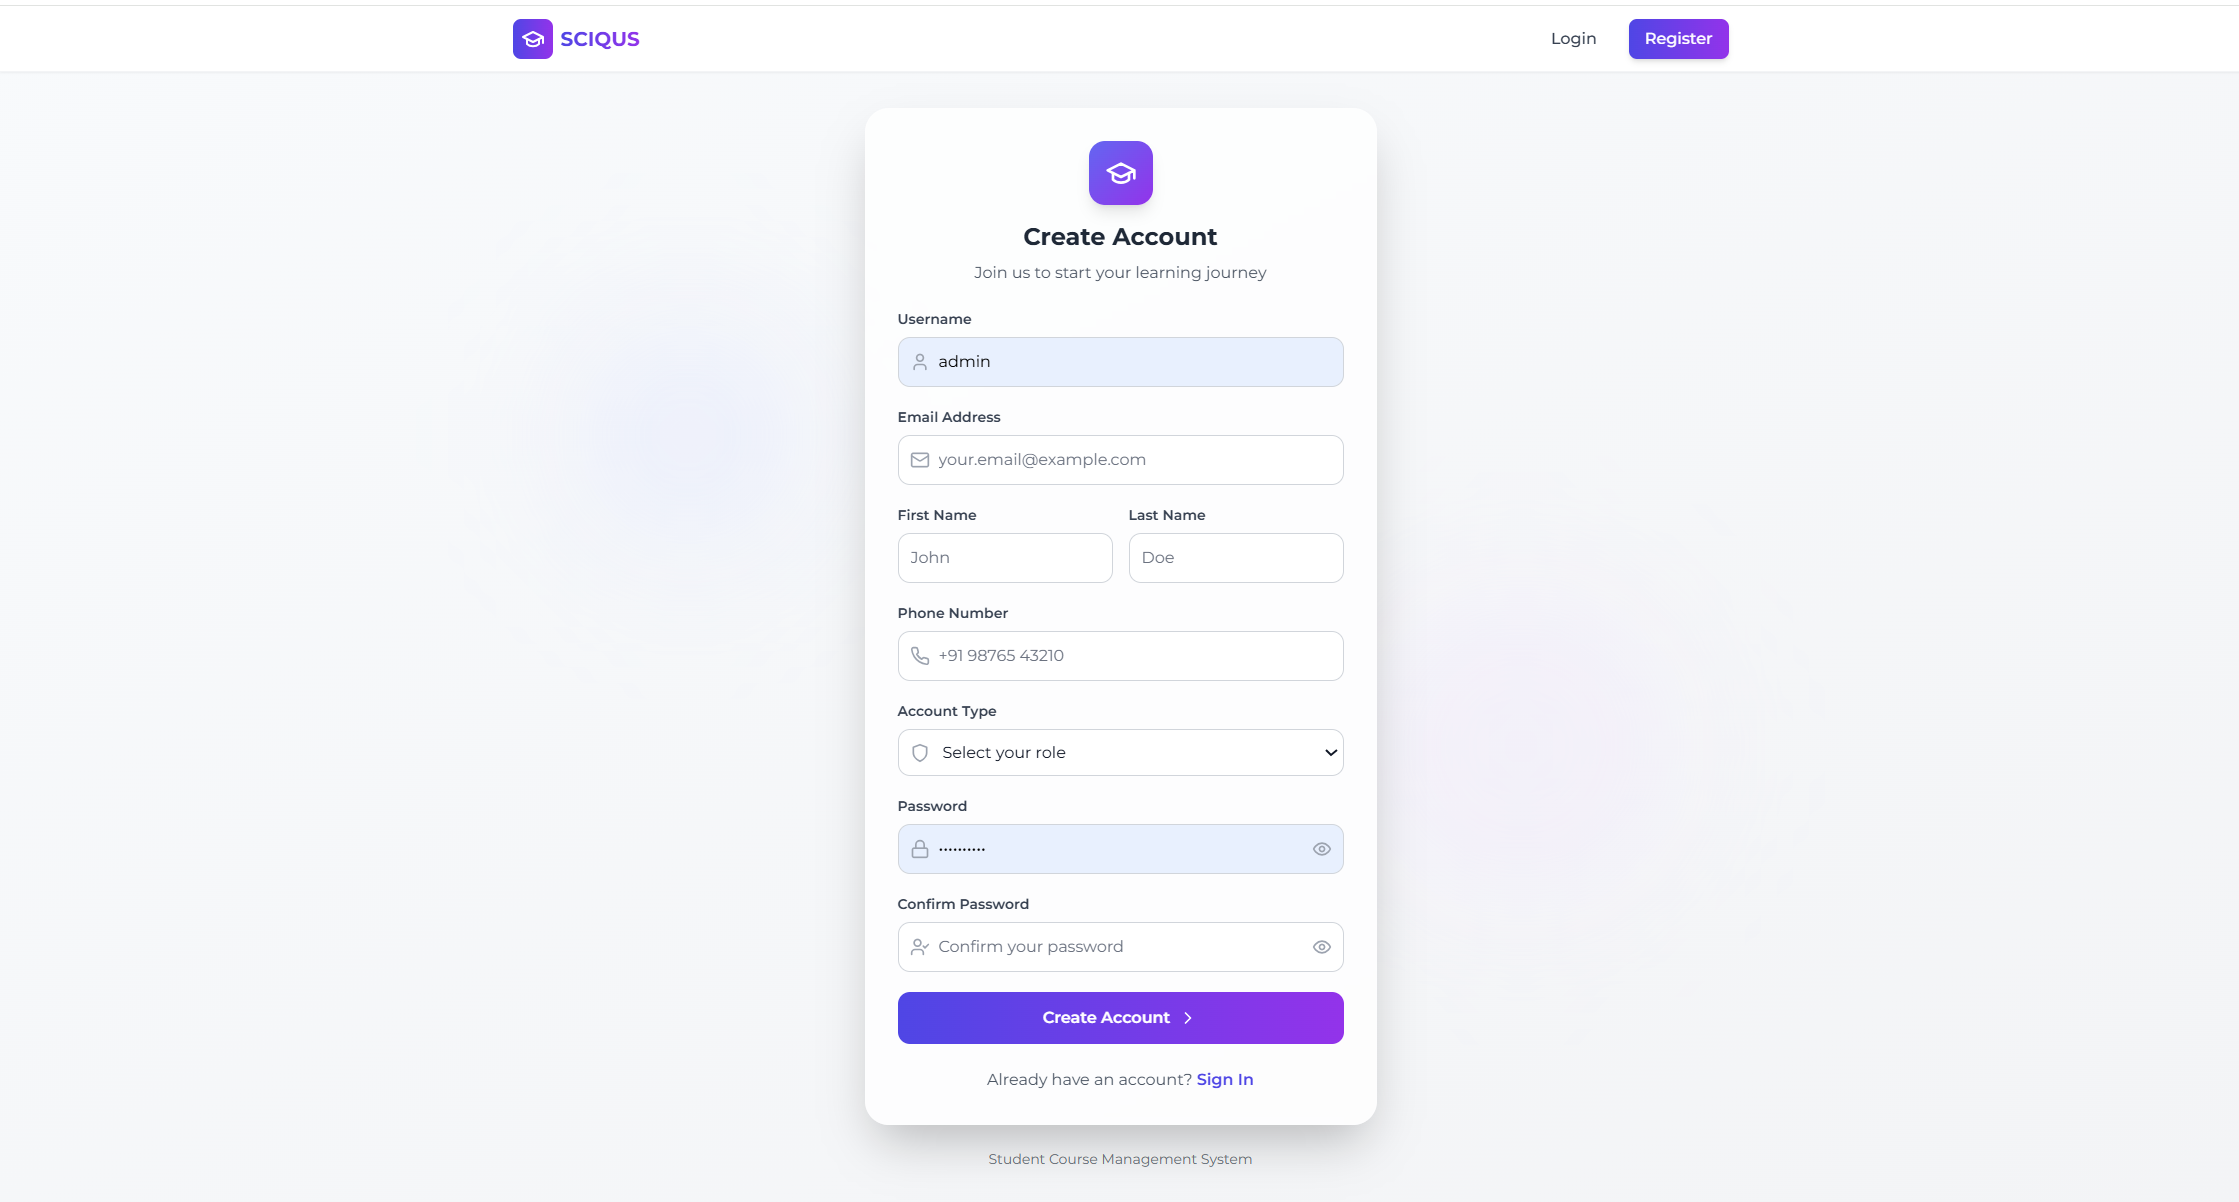 SCIQUS
Login
Register
Create Account
Join us to start your learning journey
Username
admin
Email Address
your.email@example.com
First Name
Last Name
John
Doe
Phone Number
+91 98765 43210
Account Type
Select your role
Password
••••••••••
Confirm Password
Confirm your password
Create Account
Already have an account? Sign In
Student Course Management System